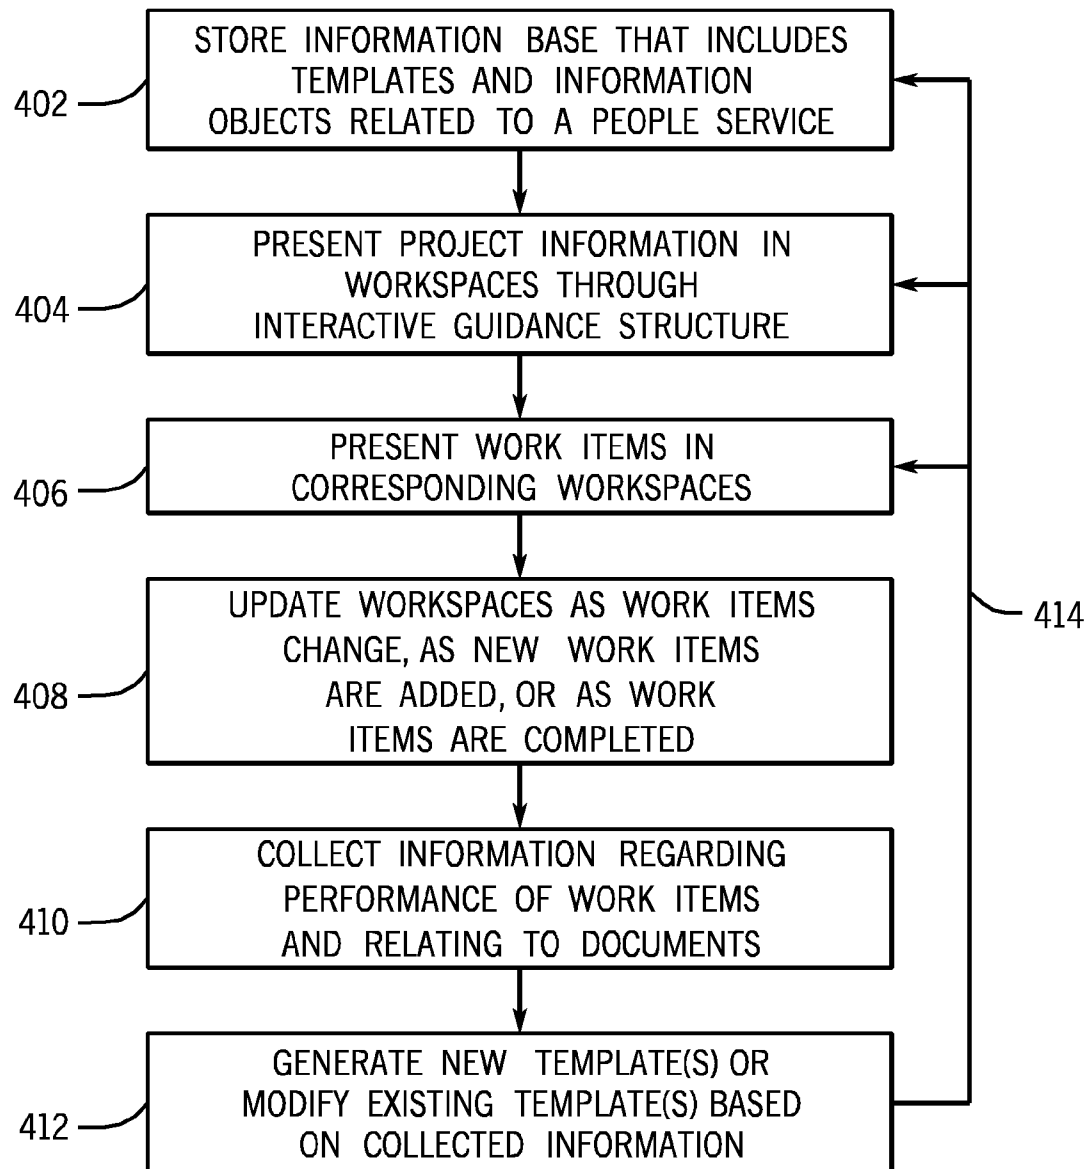 STORE INFORMATION BASE THAT INCLUDES
TEMPLATES AND INFORMATION
OBJECTS RELATED TO A PEOPLE SERVICE
402
PRESENT PROJECT INFORMATION IN
WORKSPACES THROUGH
INTERACTIVE GUIDANCE STRUCTURE
404
PRESENT WORK ITEMS IN
CORRESPONDING WORKSPACES
406
UPDATE WORKSPACES AS WORK ITEMS
CHANGE, AS NEW WORK ITEMS
ARE ADDED, OR AS WORK
ITEMS ARE COMPLETED
408
414
COLLECT INFORMATION REGARDING
PERFORMANCE OF WORK ITEMS
AND RELATING TO DOCUMENTS
410
GENERATE NEW TEMPLATE(S) OR
MODIFY EXISTING TEMPLATE(S) BASED
ON COLLECTED INFORMATION
412